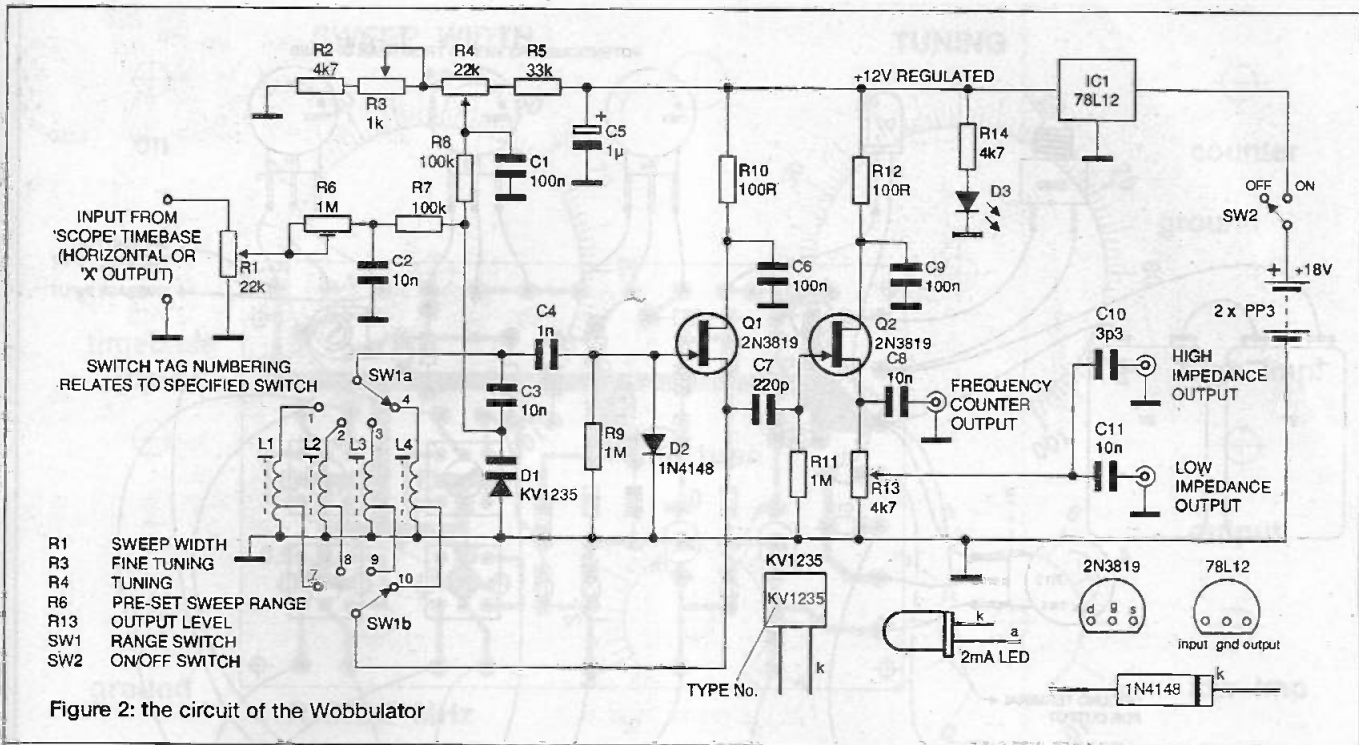 R2
4k7
R3
1k
R4
22k
R5
33k
+12V REGULATED
IC1
78L12
C5
1µ
+
R8
100k
C1
100n
R10
100R
R12
100R
R14
4k7
D3
OFF
ON
SW2
+
+18V
2 x PP3
INPUT FROM
'SCOPE' TIMEBASE
(HORIZONTAL OR
'X' OUTPUT)
R1
22k
R6
1M
R7
100k
C2
10n
C6
100n
C9
100n
C4
1n
Q1
2N3819
Q2
2N3819
C7
220p
C8
10n
FREQUENCY
COUNTER
OUTPUT
C10
3p3
HIGH
IMPEDANCE
OUTPUT
C11
10n
LOW
IMPEDANCE
OUTPUT
SWITCH TAG NUMBERING
RELATES TO SPECIFIED SWITCH
SW1a
1
2
3
4
C3
10n
D1
KV1235
R9
1M
D2
1N4148
R11
1M
R13
4k7
L1
L2
L3
L4
7
8
9
10
SW1b
R1 SWEEP WIDTH
R3 FINE TUNING
R4 TUNING
R6 PRE-SET SWEEP RANGE
R13 OUTPUT LEVEL
SW1 RANGE SWITCH
SW2 ON/OFF SWITCH
KV1235
KV1235
k
TYPE No.
k
a
2mA LED
2N3819
d g s
78L12
input gnd output
1N4148
k
Figure 2: the circuit of the Wobbulator